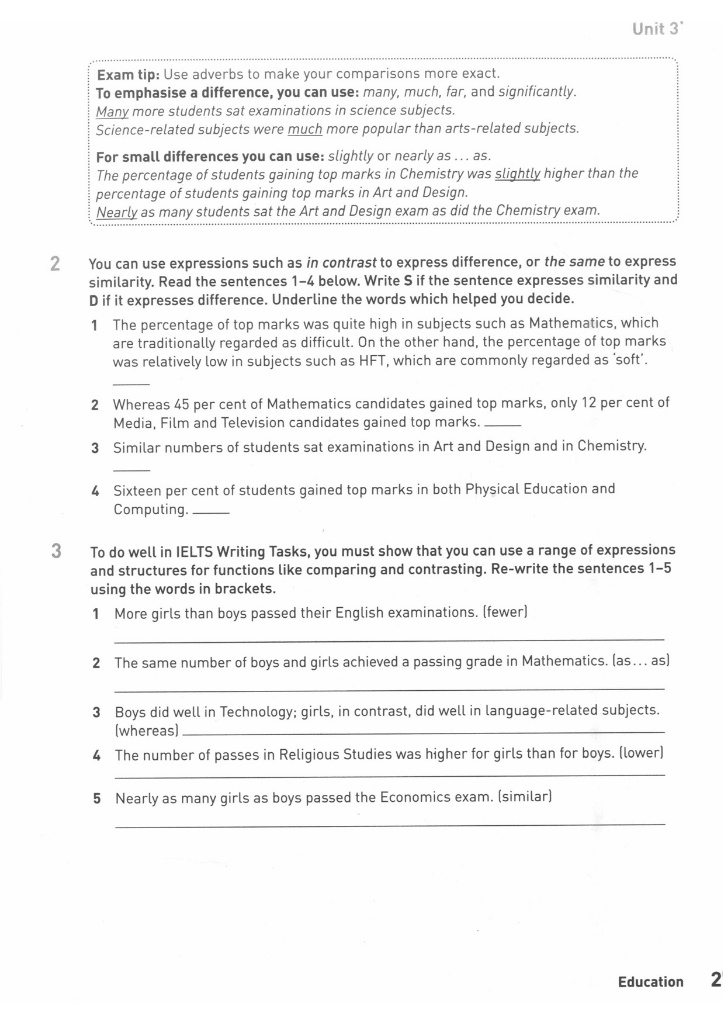 Unit 3
Exam tip: Use adverbs to make your comparisons more exact.
To emphasise a difference, you can use: many, much, far, and significantly.
Many more students sat examinations in science subjects.
Science-related subjects were much more popular than arts-related subjects.
For small differences you can use: slightly or nearly as ... as.
The percentage of students gaining top marks in Chemistry was slightly higher than the
percentage of students gaining top marks in Art and Design.
Nearly as many students sat the Art and Design exam as did the Chemistry exam.
2 You can use expressions such as in contrast to express difference, or the same to express
similarity. Read the sentences 1–4 below. Write S if the sentence expresses similarity and
D if it expresses difference. Underline the words which helped you decide.
1 The percentage of top marks was quite high in subjects such as Mathematics, which
are traditionally regarded as difficult. On the other hand, the percentage of top marks
was relatively low in subjects such as HFT, which are commonly regarded as 'soft'.
______
2 Whereas 45 per cent of Mathematics candidates gained top marks, only 12 per cent of
Media, Film and Television candidates gained top marks. ______
3 Similar numbers of students sat examinations in Art and Design and in Chemistry.
______
4 Sixteen per cent of students gained top marks in both Physical Education and
Computing. ______
3 To do well in IELTS Writing Tasks, you must show that you can use a range of expressions
and structures for functions like comparing and contrasting. Re-write the sentences 1–5
using the words in brackets.
1 More girls than boys passed their English examinations. (fewer)
2 The same number of boys and girls achieved a passing grade in Mathematics. (as ... as)
3 Boys did well in Technology; girls, in contrast, did well in language-related subjects.
(whereas)
4 The number of passes in Religious Studies was higher for girls than for boys. (lower)
5 Nearly as many girls as boys passed the Economics exam. (similar)
Education 2